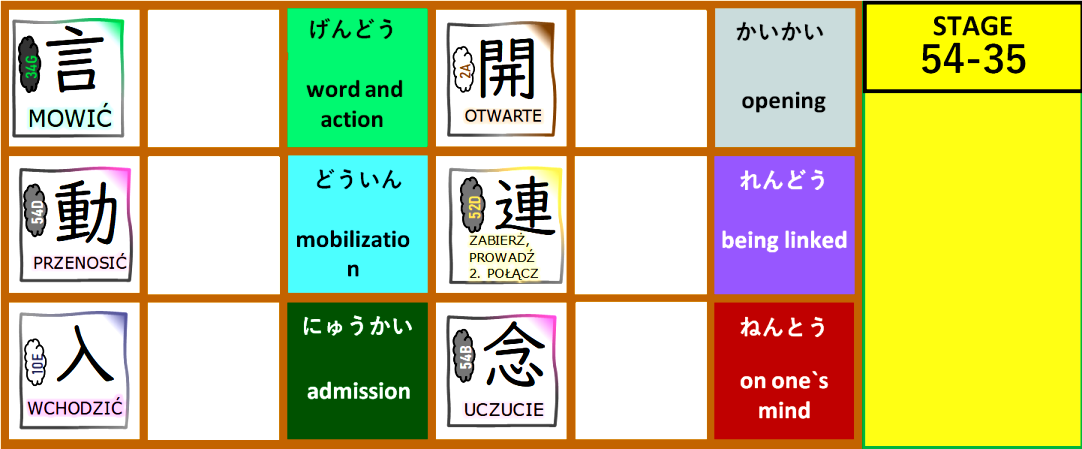 34G
言
MOWIĆ
げんどう
word and
action
2A
開
OTWARTE
かいかい
opening
STAGE
54-35
54D
動
PRZENOSIĆ
どういん
mobilizatio
n
52D
連
ZABIERŻ,
PROWADŹ
2. POŁĄCZ
れんどう
being linked
10E
入
WCHODZIĆ
にゅうかい
admission
54B
念
UCZUCIE
ねんとう
on one`s
mind